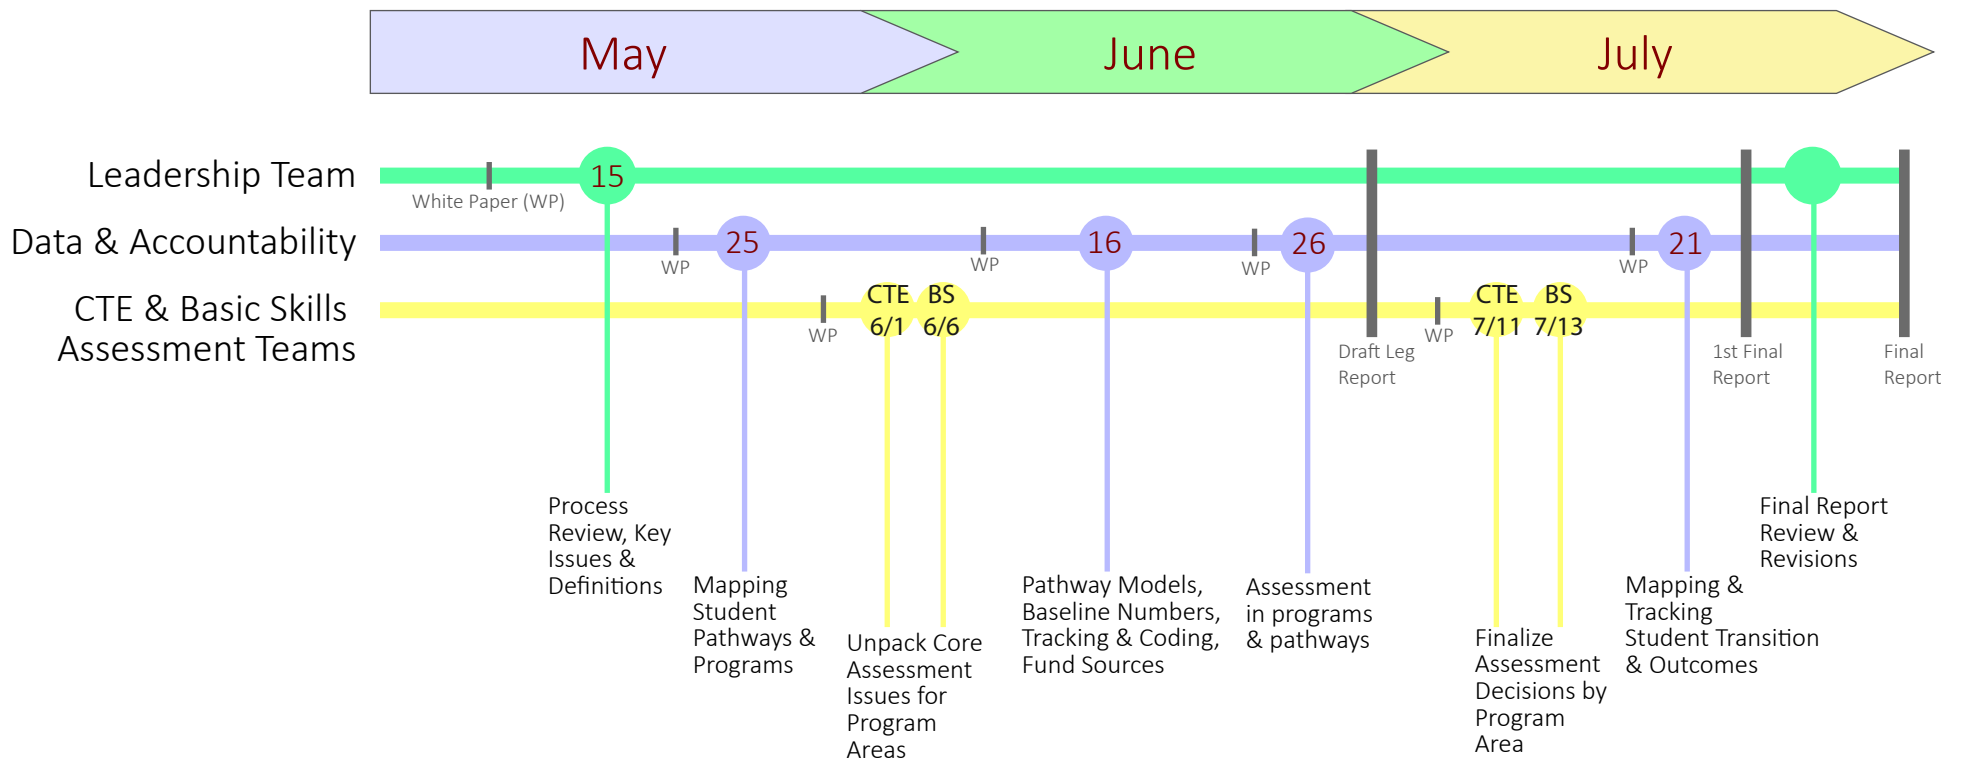 May
June
July
Leadership Team
15
White Paper (WP)
Data & Accountability
25
16
26
21
WP
WP
WP
WP
CTE & Basic Skills
Assessment Teams
CTE
6/1
BS
6/6
CTE
7/11
BS
7/13
WP
WP
Draft Leg
Report
1st Final
Report
Final
Report
Process
Review, Key
Issues &
Definitions
Mapping
Student
Pathways &
Programs
Unpack Core
Assessment
Issues for
Program
Areas
Pathway Models,
Baseline Numbers,
Tracking & Coding,
Fund Sources
Assessment
in programs
& pathways
Finalize
Assessment
Decisions by
Program
Area
Mapping &
Tracking
Student Transition
& Outcomes
Final Report
Review &
Revisions